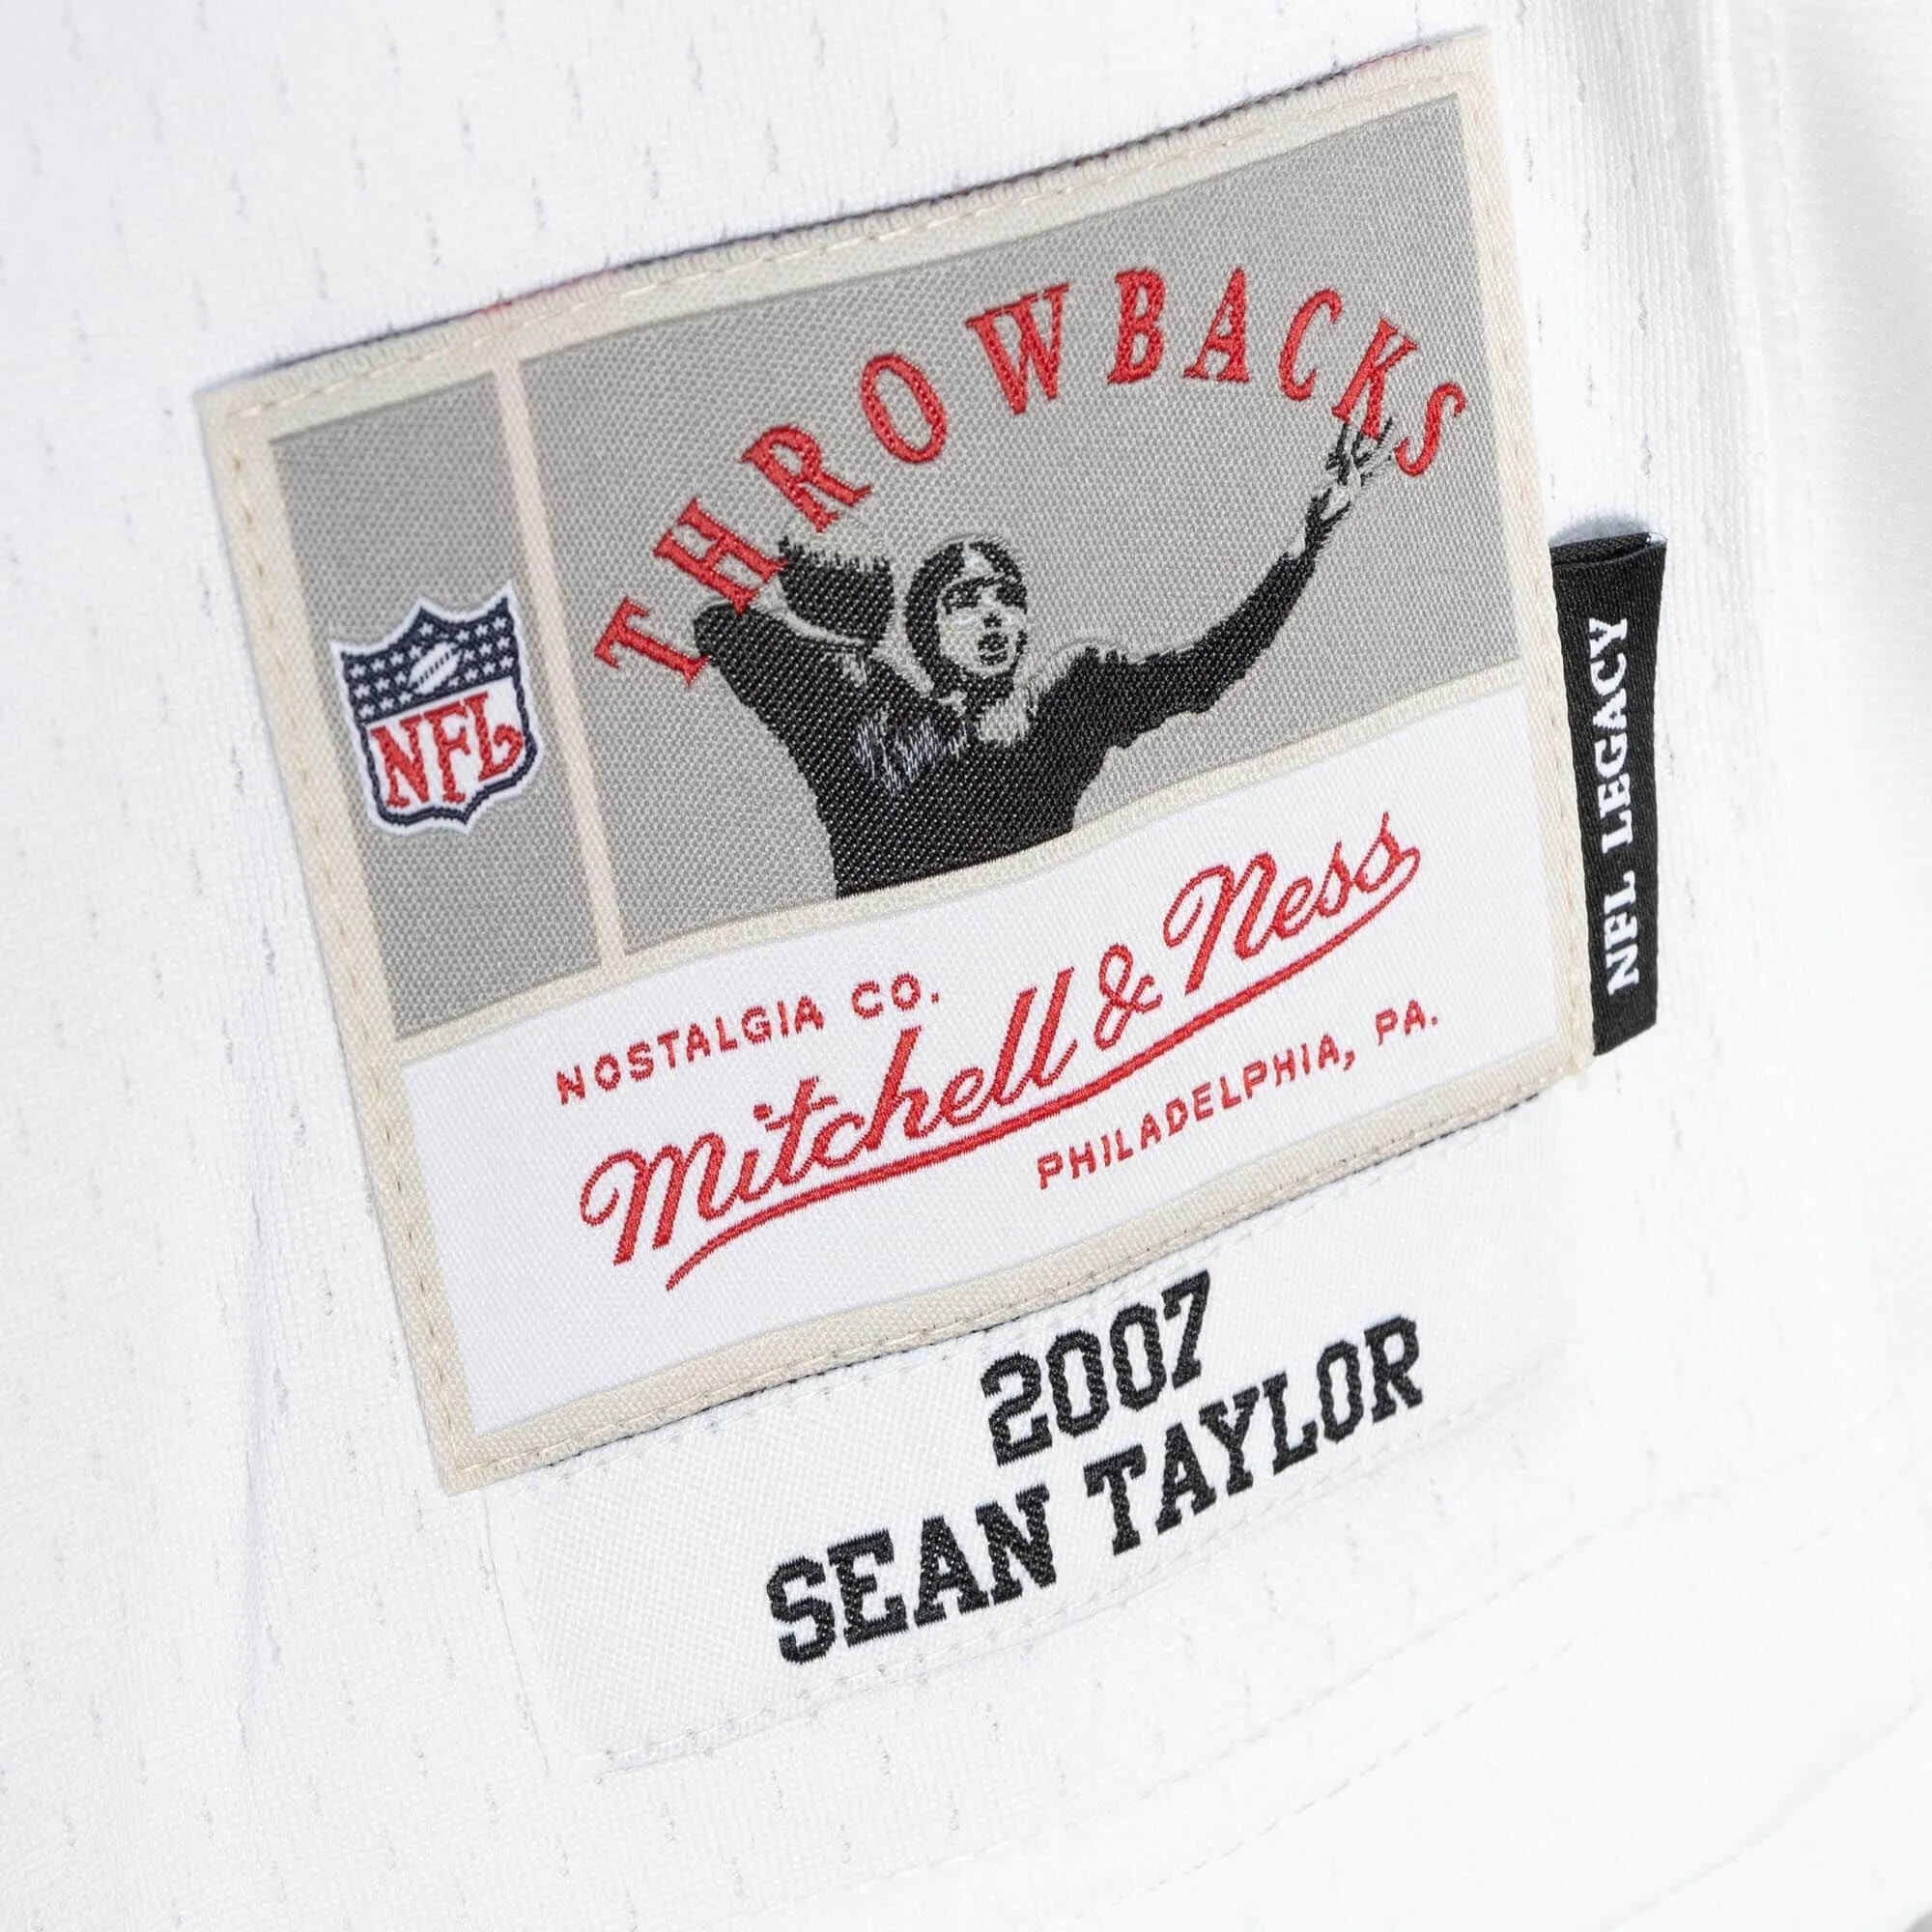 THROWBACKS
NFL
NOSTALGIA CO.
Mitchell & Ness
PHILADELPHIA, PA.
NFL LEGACY
2007
SEAN TAYLOR